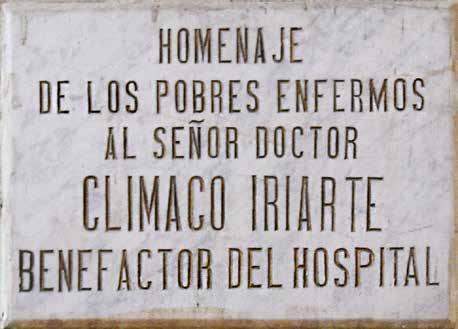 HOMENAJE
DE LOS POBRES ENFERMOS
AL SEÑOR DOCTOR
CLIMACO IRIARTE
BENEFACTOR DEL HOSPITAL